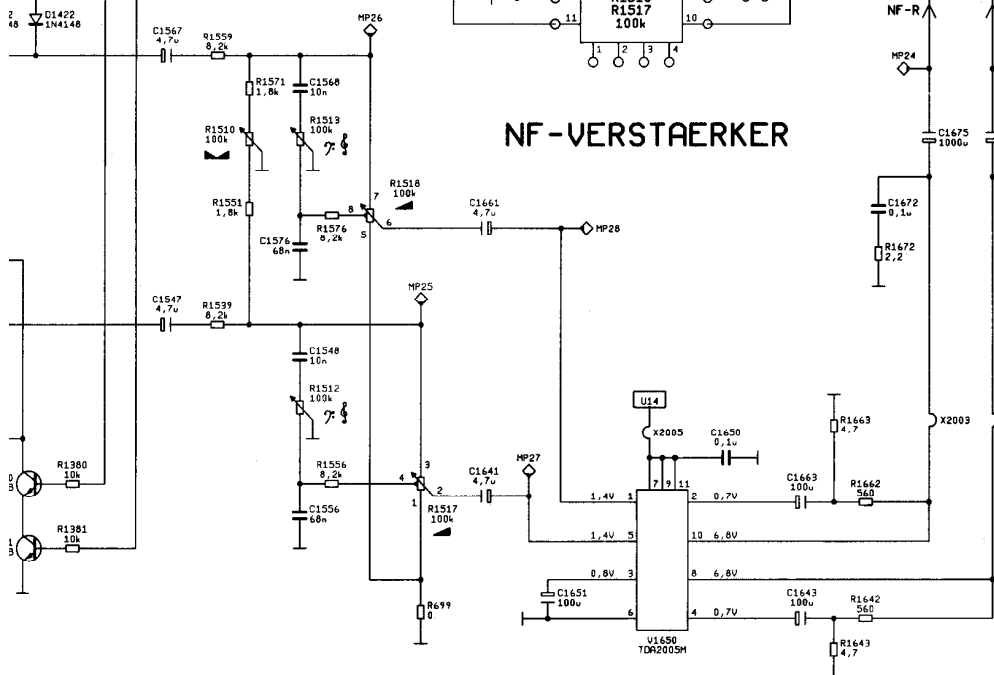 D1422
1N4148
MP26
R1517
100k
11
10
1 2 3 4
NF-R
MP24
C1567
4,7u
R1559
8,2k
R1571
1,8k
C1568
10n
R1510
100k
R1513
100k
NF-VERSTAERKER
C1675
1000u
R1551
1,8k
R1518
100k
7
8
6
5
R1576
8,2k
C1576
68n
C1661
4,7u
MP28
C1672
0,1u
R1672
2,2
C1547
4,7u
R1539
8,2k
MP25
C1548
10n
R1512
100k
U14
X2005
C1650
0,1u
R1663
4,7
X2003
R1380
10k
R1556
8,2k
3
4
2
1
C1641
4,7u
MP27
7 9 11
C1663
100u
R1662
560
1,4V 1
2 0,7V
C1556
68n
R1517
100k
R1381
10k
1,4V 5
10 6,8V
0,8V 3
8 6,8V
C1651
100u
R699
0
6
4 0,7V
C1643
100u
R1642
560
V1650
TDA2005M
R1643
4,7